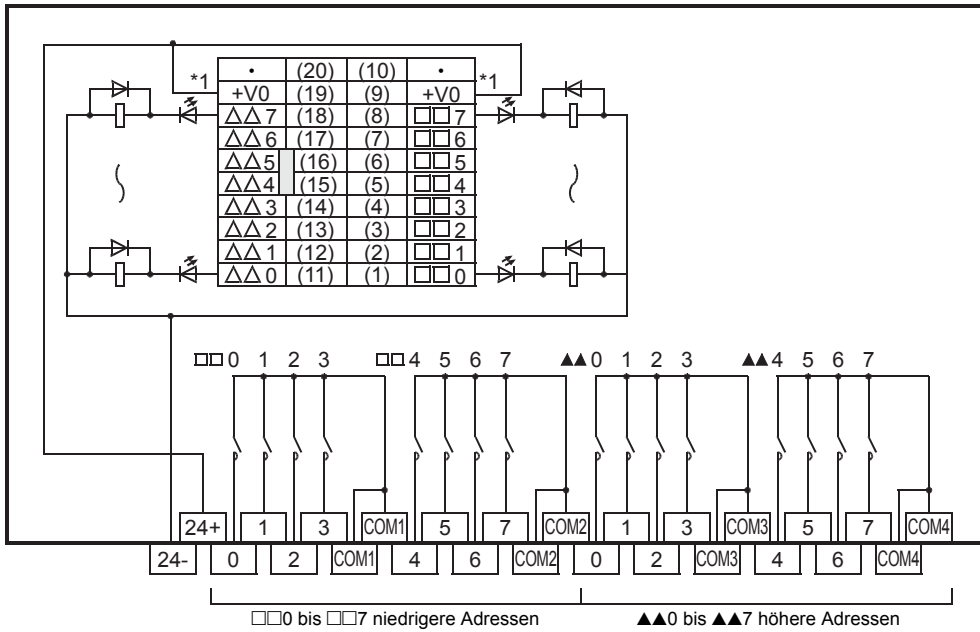 • (20) (10) •
*1 +V0 (19) (9) +V0 *1
△△7 (18) (8) □□7
△△6 (17) (7) □□6
△△5 (16) (6) □□5
△△4 (15) (5) □□4
△△3 (14) (4) □□3
△△2 (13) (3) □□2
△△1 (12) (2) □□1
△△0 (11) (1) □□0
□□0 1 2 3 □□4 5 6 7 ▲▲0 1 2 3 ▲▲4 5 6 7
24+ 1 3 COM1 5 7 COM2 1 3 COM3 5 7 COM4
24- 0 2 COM1 4 6 COM2 0 2 COM3 4 6 COM4
□□0 bis □□7 niedrigere Adressen ▲▲0 bis ▲▲7 höhere Adressen